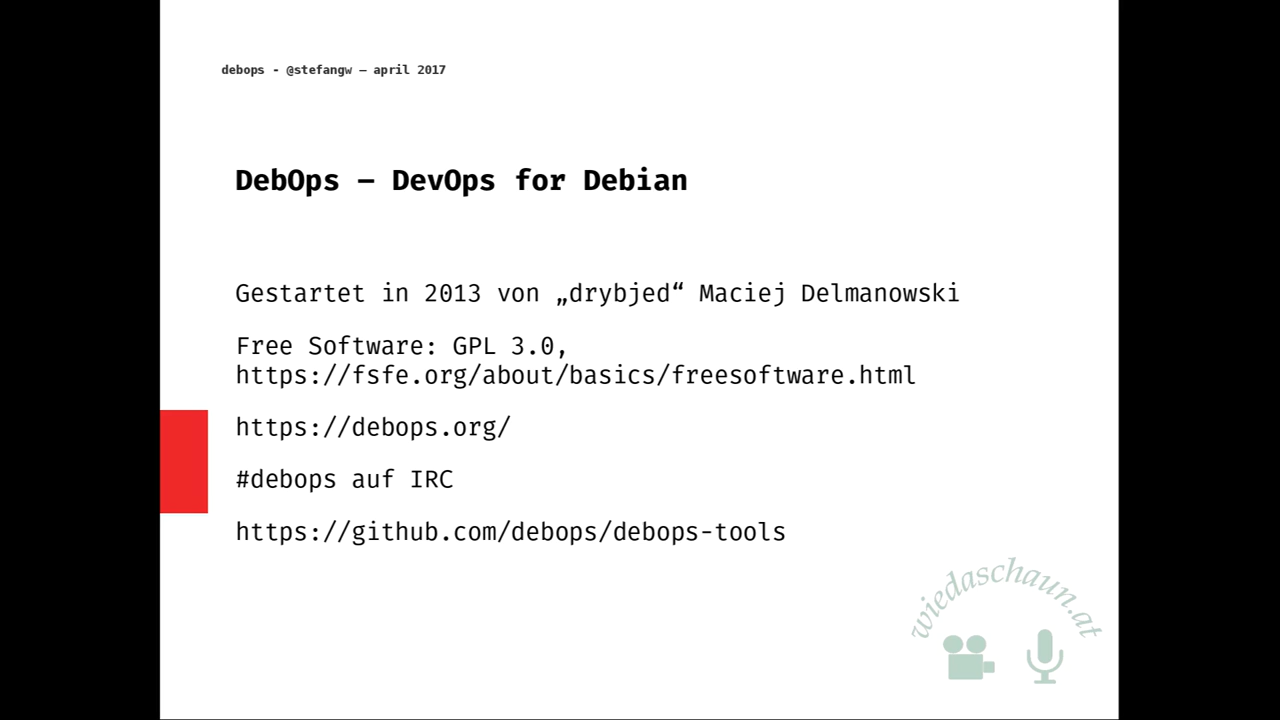 debops - @stefangw – april 2017
DebOps – DevOps for Debian
Gestartet in 2013 von „drybjed“ Maciej Delmanowski
Free Software: GPL 3.0,
https://fsfe.org/about/basics/freesoftware.html
https://debops.org/
#debops auf IRC
https://github.com/debops/debops-tools
wiedaschaun.at